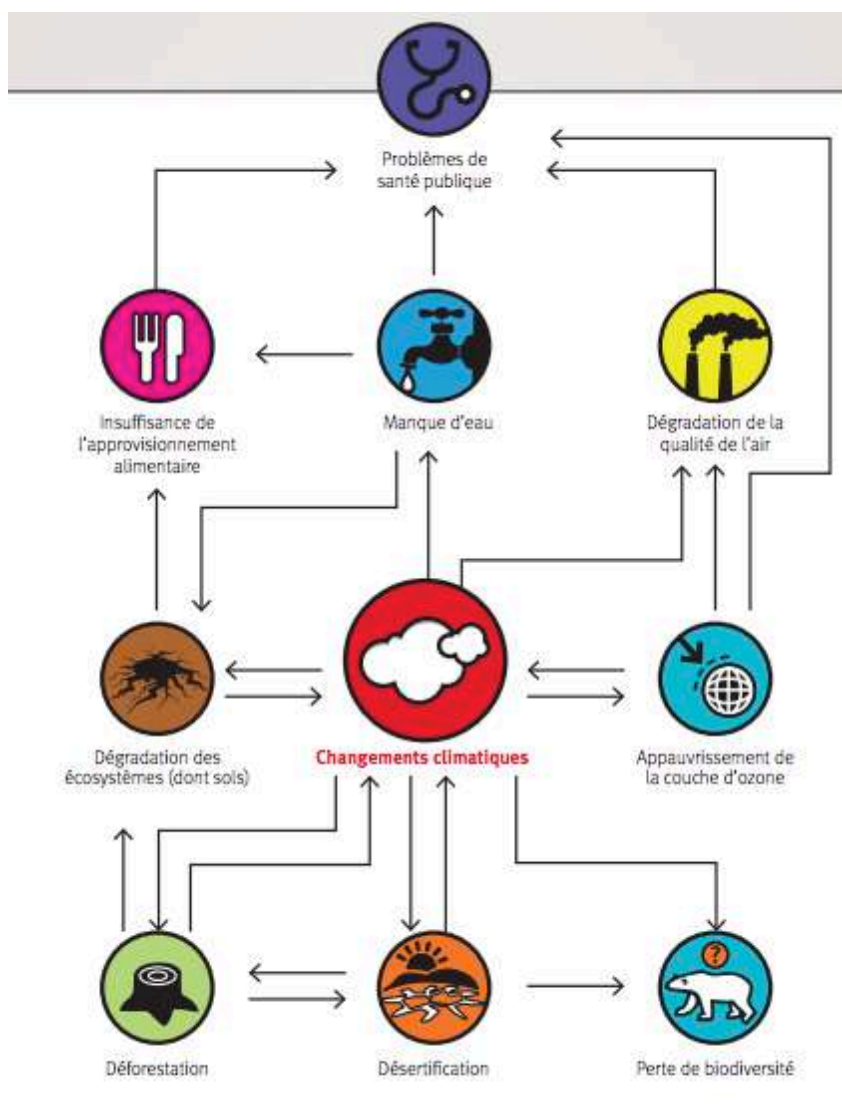 Problèmes de
santé publique
Insuffisance de
l'approvisionnement
alimentaire
Manque d'eau
Dégradation de la
qualité de l'air
Dégradation des
écosystèmes (dont sols)
Changements climatiques
Appauvrissement de
la couche d'ozone
?
Déforestation
Désertification
Perte de biodiversité